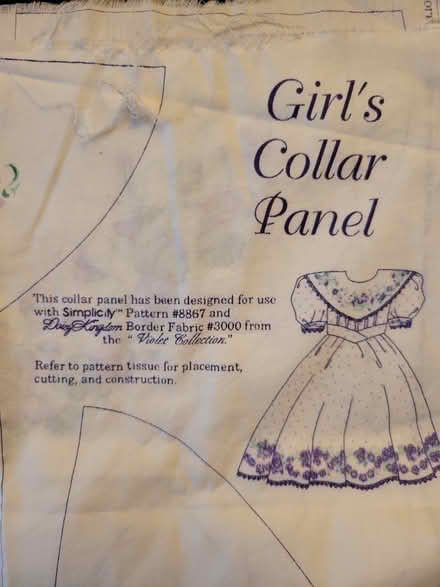 Girl's
Collar
Panel
This collar panel has been designed for use
with Simplicity™ Pattern #8867 and
Daisy Kingdom Border Fabric #3000 from
the "Violet Collection."
Refer to pattern tissue for placement,
cutting, and construction.